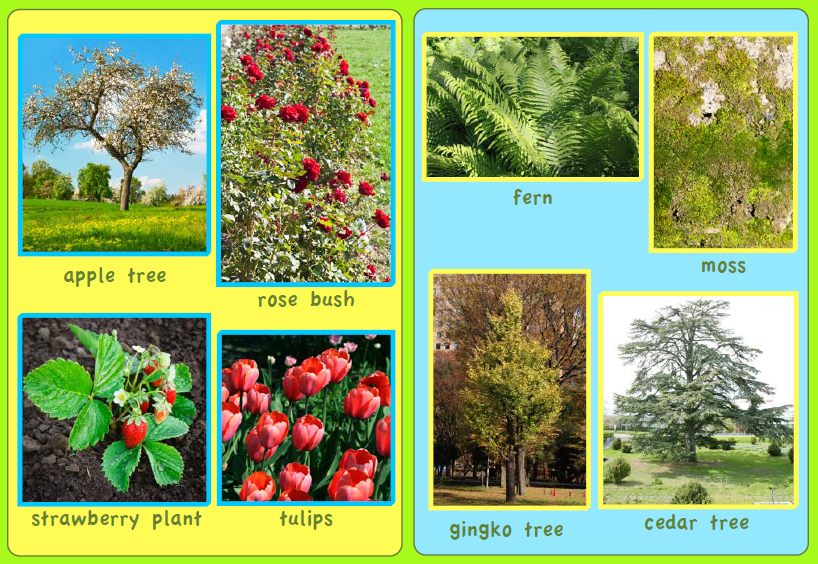 apple tree
rose bush
strawberry plant
tulips
fern
moss
gingko tree
cedar tree